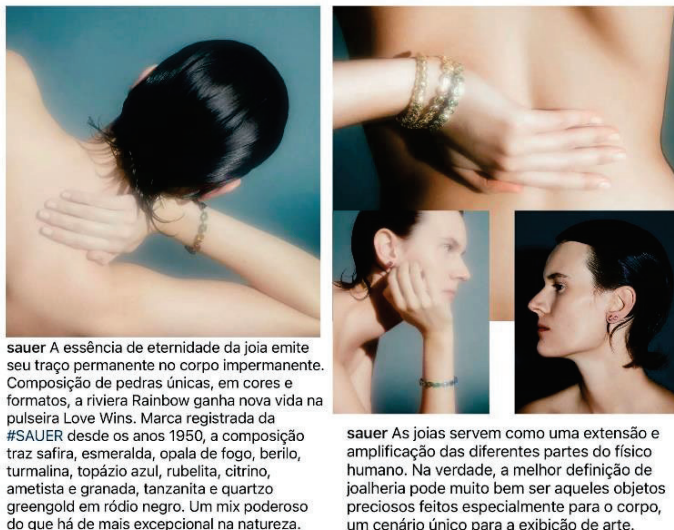 sauer A essência de eternidade da joia emite
seu traço permanente no corpo impermanente.
Composição de pedras únicas, em cores e
formatos, a riviera Rainbow ganha nova vida na
pulseira Love Wins. Marca registrada da
#SAUER desde os anos 1950, a composição
traz safira, esmeralda, opala de fogo, berilo,
turmalina, topázio azul, rubelita, citrino,
ametista e granada, tanzanita e quartzo
greengold em ródio negro. Um mix poderoso
do que há de mais excepcional na natureza.
sauer As joias servem como uma extensão e
amplificação das diferentes partes do físico
humano. Na verdade, a melhor definição de
joalheria pode muito bem ser aqueles objetos
preciosos feitos especialmente para o corpo,
um cenário único para a exibição de arte.